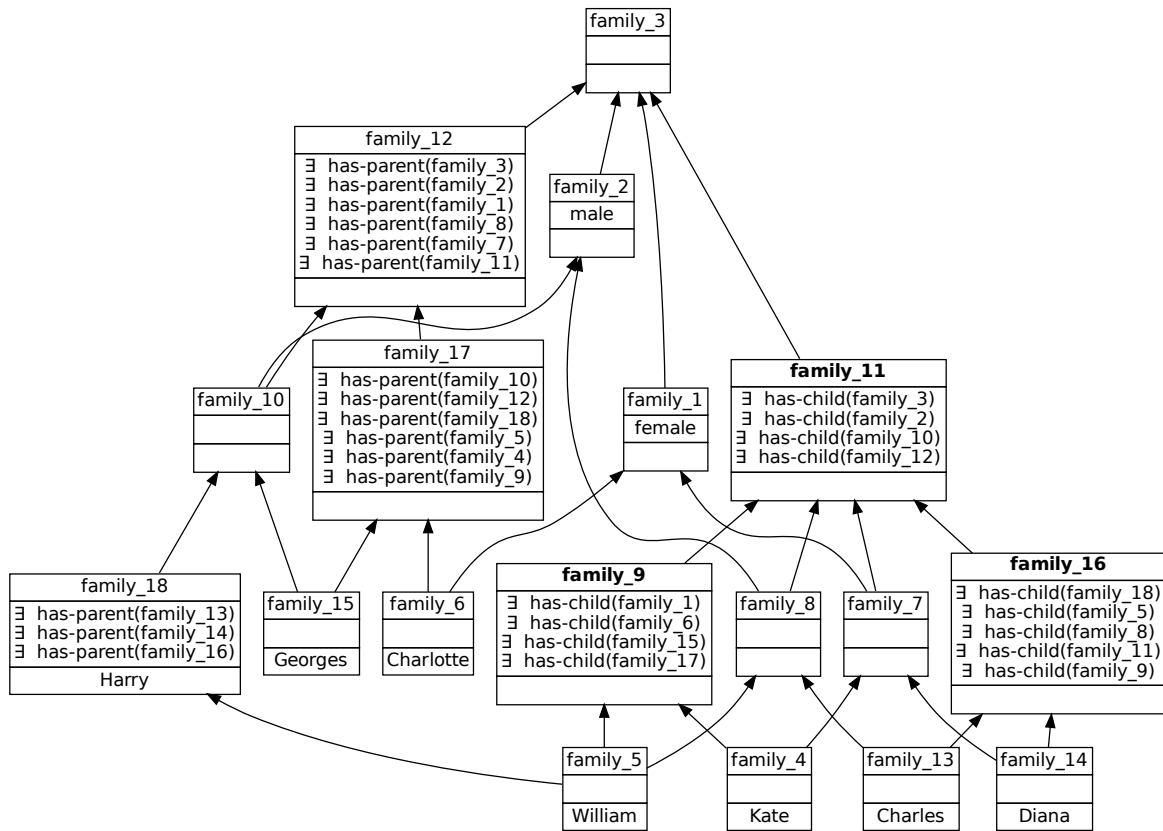 family_3
family_12
∃ has-parent(family_3)
∃ has-parent(family_2)
∃ has-parent(family_1)
∃ has-parent(family_8)
∃ has-parent(family_7)
∃ has-parent(family_11)
family_2
male
family_17
∃ has-parent(family_10)
∃ has-parent(family_12)
∃ has-parent(family_18)
∃ has-parent(family_5)
∃ has-parent(family_4)
∃ has-parent(family_9)
family_11
∃ has-child(family_3)
∃ has-child(family_2)
∃ has-child(family_10)
∃ has-child(family_12)
family_10
family_1
female
family_18
∃ has-parent(family_13)
∃ has-parent(family_14)
∃ has-parent(family_16)
Harry
family_15
Georges
family_6
Charlotte
family_9
∃ has-child(family_1)
∃ has-child(family_6)
∃ has-child(family_15)
∃ has-child(family_17)
family_8
family_7
family_16
∃ has-child(family_18)
∃ has-child(family_5)
∃ has-child(family_8)
∃ has-child(family_11)
∃ has-child(family_9)
family_5
William
family_4
Kate
family_13
Charles
family_14
Diana